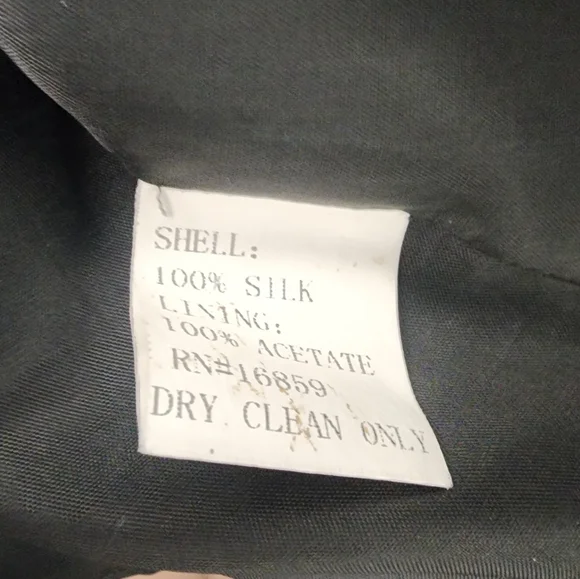 SHELL:
100% SILK
LINING:
100% ACETATE
RN#16859
DRY CLEAN ONLY